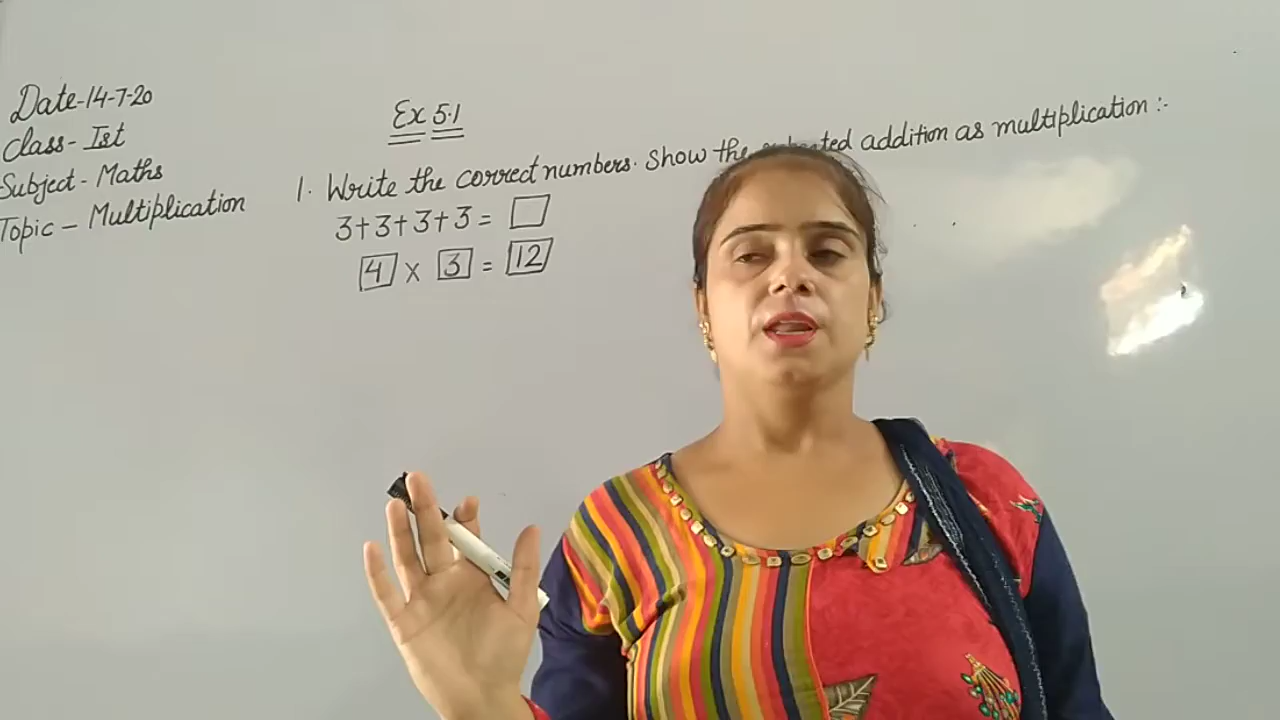 Date-14-7-20
Class- Ist
Subject- Maths
Topic - Multiplication
Ex 5.1
1. Write the correct numbers. Show the addition as multiplication :-
3+3+3+3 =
4 × 3 = 12